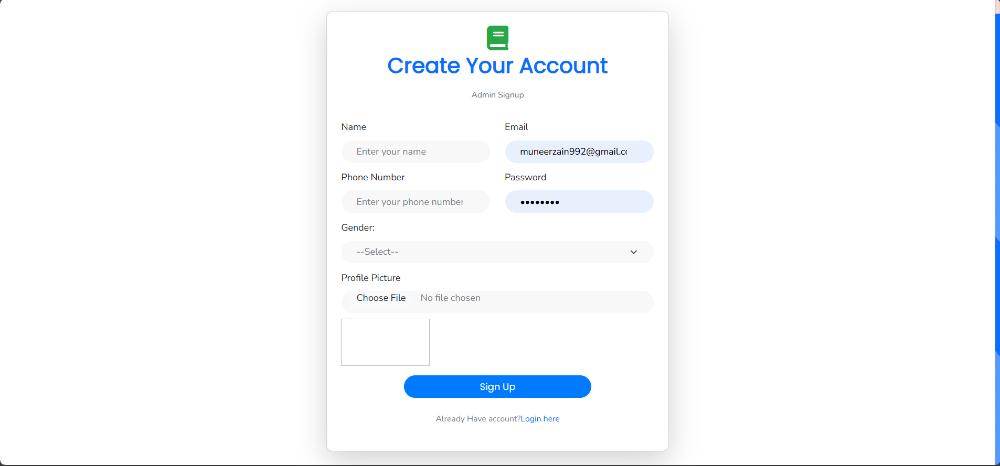 Create Your Account
Admin Signup
Name
Email
Enter your name
muneerzain992@gmail.cc
Phone Number
Password
Enter your phone number
••••••••
Gender:
--Select--
Profile Picture
Choose File No file chosen
Sign Up
Already Have account?Login here